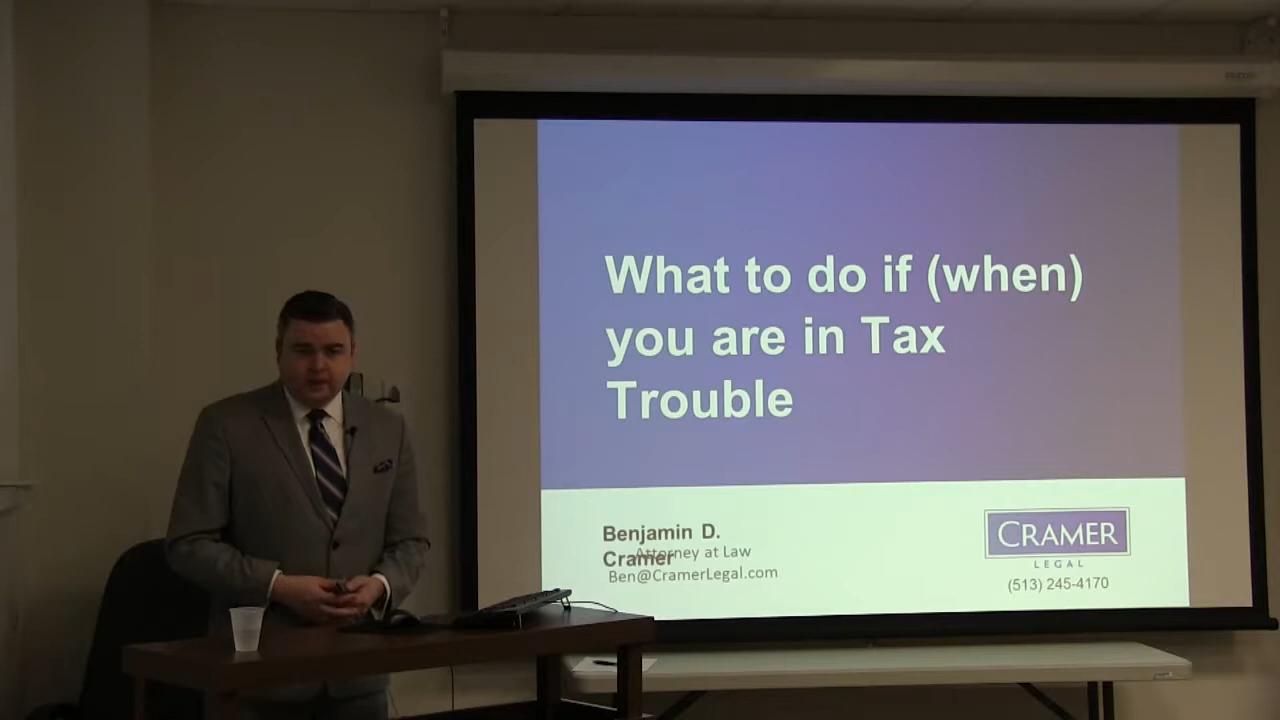 What to do if (when)
you are in Tax
Trouble
Benjamin D.
Cramer
Attorney at Law
Ben@CramerLegal.com
CRAMER
LEGAL
(513) 245-4170